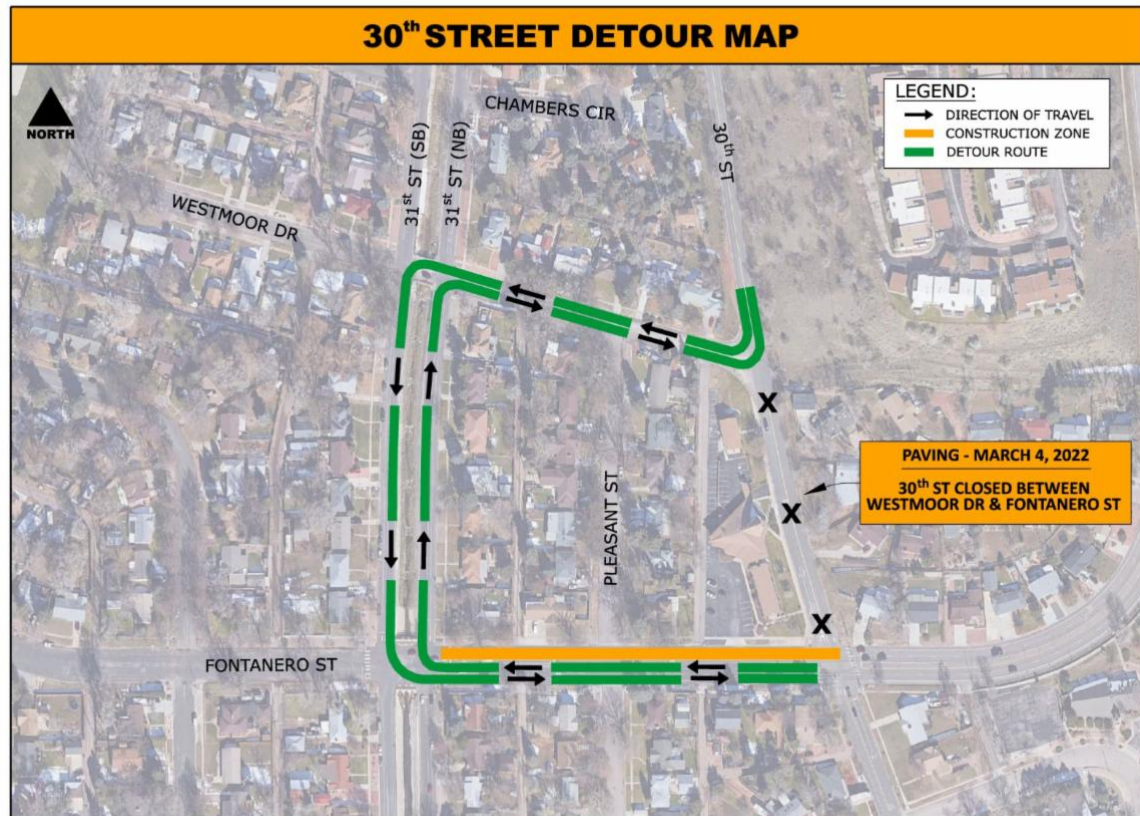 30th STREET DETOUR MAP
NORTH
CHAMBERS CIR
31st ST (SB)
31st ST (NB)
30th ST
WESTMOOR DR
LEGEND:
DIRECTION OF TRAVEL
CONSTRUCTION ZONE
DETOUR ROUTE
X
X
X
PAVING - MARCH 4, 2022
30th ST CLOSED BETWEEN
WESTMOOR DR & FONTANERO ST
PLEASANT ST
FONTANERO ST